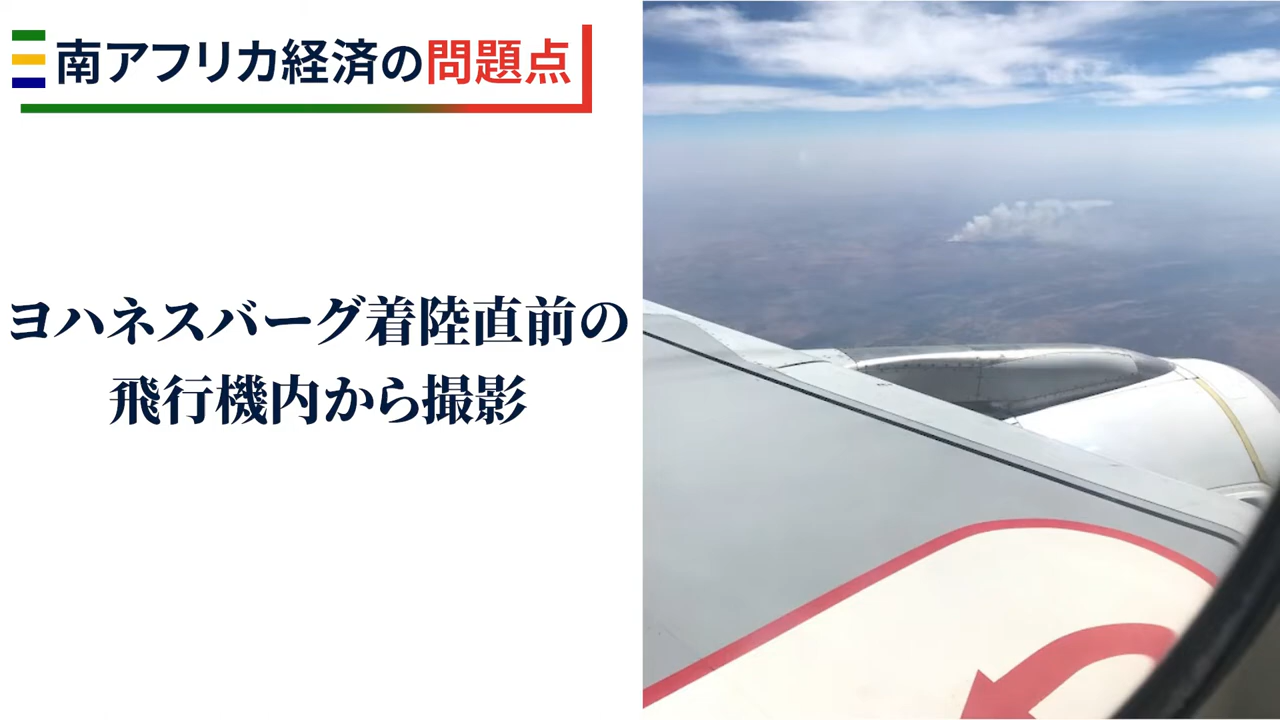 南アフリカ経済の問題点
ヨハネスバーグ着陸直前の
飛行機内から撮影